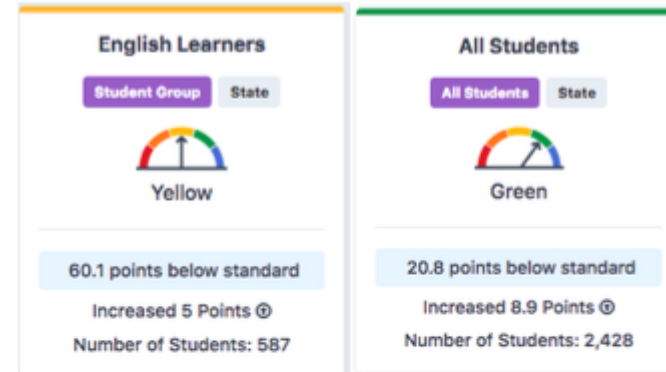 English Learners
Student Group State
Yellow
60.1 points below standard
Increased 5 Points
Number of Students: 587
All Students
All Students State
Green
20.8 points below standard
Increased 8.9 Points
Number of Students: 2,428